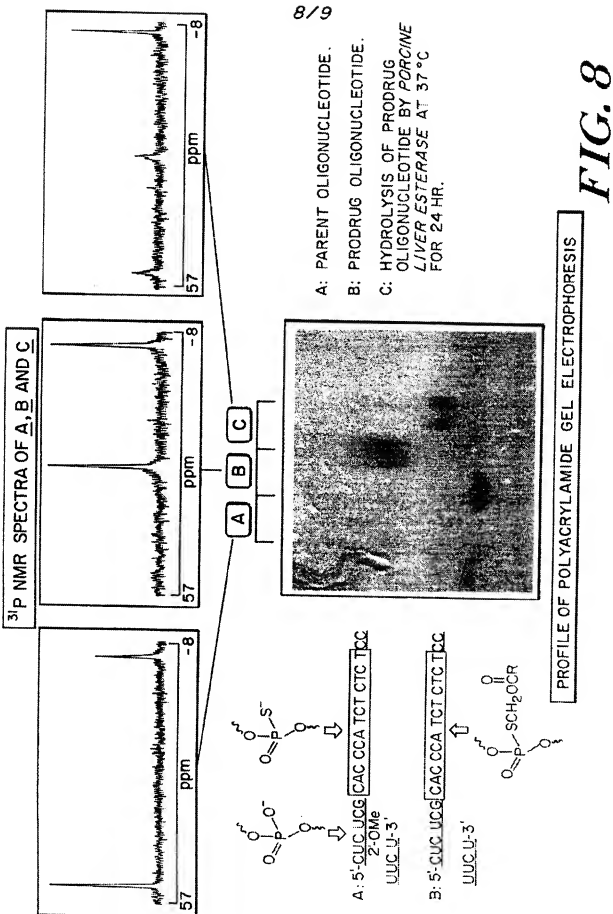 8/9
31P NMR SPECTRA OF A, B AND C
57 ppm -8
57 ppm -8
57 ppm -8
A
B
C
A: PARENT OLIGONUCLEOTIDE.
B: PRODRUG OLIGONUCLEOTIDE.
C: HYDROLYSIS OF PRODRUG
OLIGONUCLEOTIDE BY PORCINE
LIVER ESTERASE AT 37°C
FOR 24 HR.
O O⁻ P O O
O S⁻ P O O
A: 5'-CUC UCG CAC CCA TCT CTC TCC
2'-OMe
UUC U-3'
B: 5'-CUC UCG CAC CCA TCT CTC TCC
UUC U-3'
O O P SCH2OCR O O
PROFILE OF POLYACRYLAMIDE GEL ELECTROPHORESIS
FIG. 8